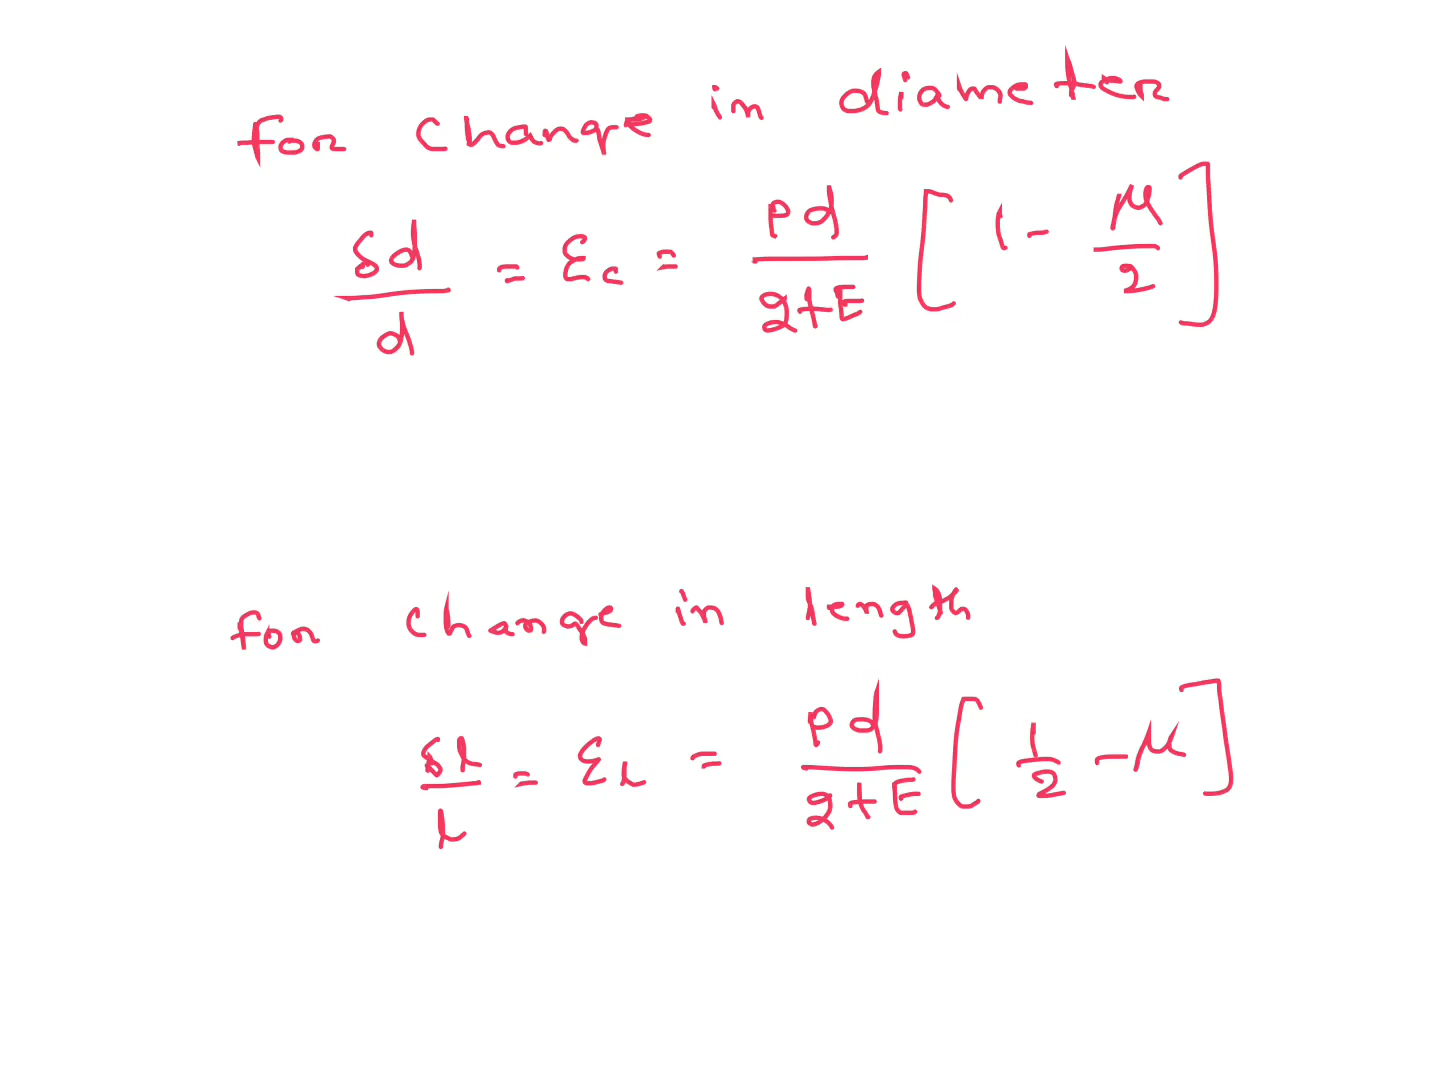 for change in diameter
δd/d = εc = pd/2tE [1 - μ/2]
for change in length
δl/l = εL = pd/2tE [1/2 - μ]